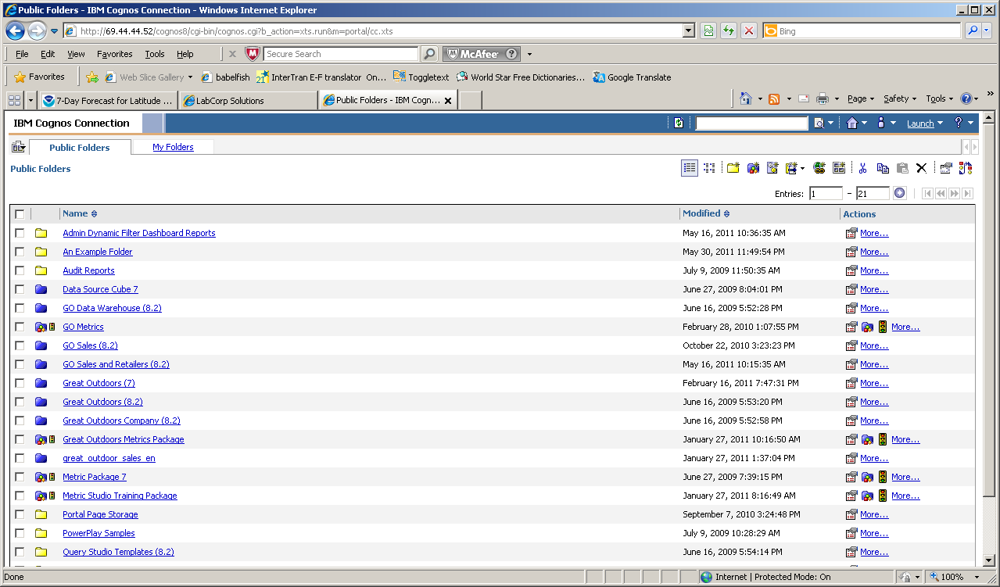 Public Folders - IBM Cognos Connection - Windows Internet Explorer
http://69.44.44.52/cognos8/cgi-bin/cognos.cgi?b_action=xts.run&m=portal/cc.xts
Bing
File Edit View Favorites Tools Help
Secure Search
McAfee
Favorites Web Slice Gallery babelfish InterTran E-F translator On... Toggletext World Star Free Dictionaries... Google Translate
7-Day Forecast for Latitude ... LabCorp Solutions Public Folders - IBM Cogn...
Page Safety Tools
IBM Cognos Connection
Launch
Public Folders My Folders
Public Folders
Entries: 1 - 21
Name Modified Actions
Admin Dynamic Filter Dashboard Reports May 16, 2011 10:36:35 AM More...
An Example Folder May 30, 2011 11:49:54 PM More...
Audit Reports July 9, 2009 11:50:35 AM More...
Data Source Cube 7 June 27, 2009 8:04:01 PM More...
GO Data Warehouse (8.2) June 16, 2009 5:52:28 PM More...
GO Metrics February 28, 2010 1:07:55 PM More...
GO Sales (8.2) October 22, 2010 3:23:23 PM More...
GO Sales and Retailers (8.2) May 16, 2011 10:15:35 AM More...
Great Outdoors (7) February 16, 2011 7:47:31 PM More...
Great Outdoors (8.2) June 16, 2009 5:53:20 PM More...
Great Outdoors Company (8.2) June 16, 2009 5:52:58 PM More...
Great Outdoors Metrics Package January 27, 2011 10:16:50 AM More...
great_outdoor_sales_en January 27, 2011 1:37:04 PM More...
Metric Package 7 June 27, 2009 7:39:15 PM More...
Metric Studio Training Package January 27, 2011 8:16:49 AM More...
Portal Page Storage September 7, 2010 3:24:48 PM More...
PowerPlay Samples July 9, 2009 10:28:29 AM More...
Query Studio Templates (8.2) June 16, 2009 5:54:14 PM More...
Done Internet | Protected Mode: On 100%